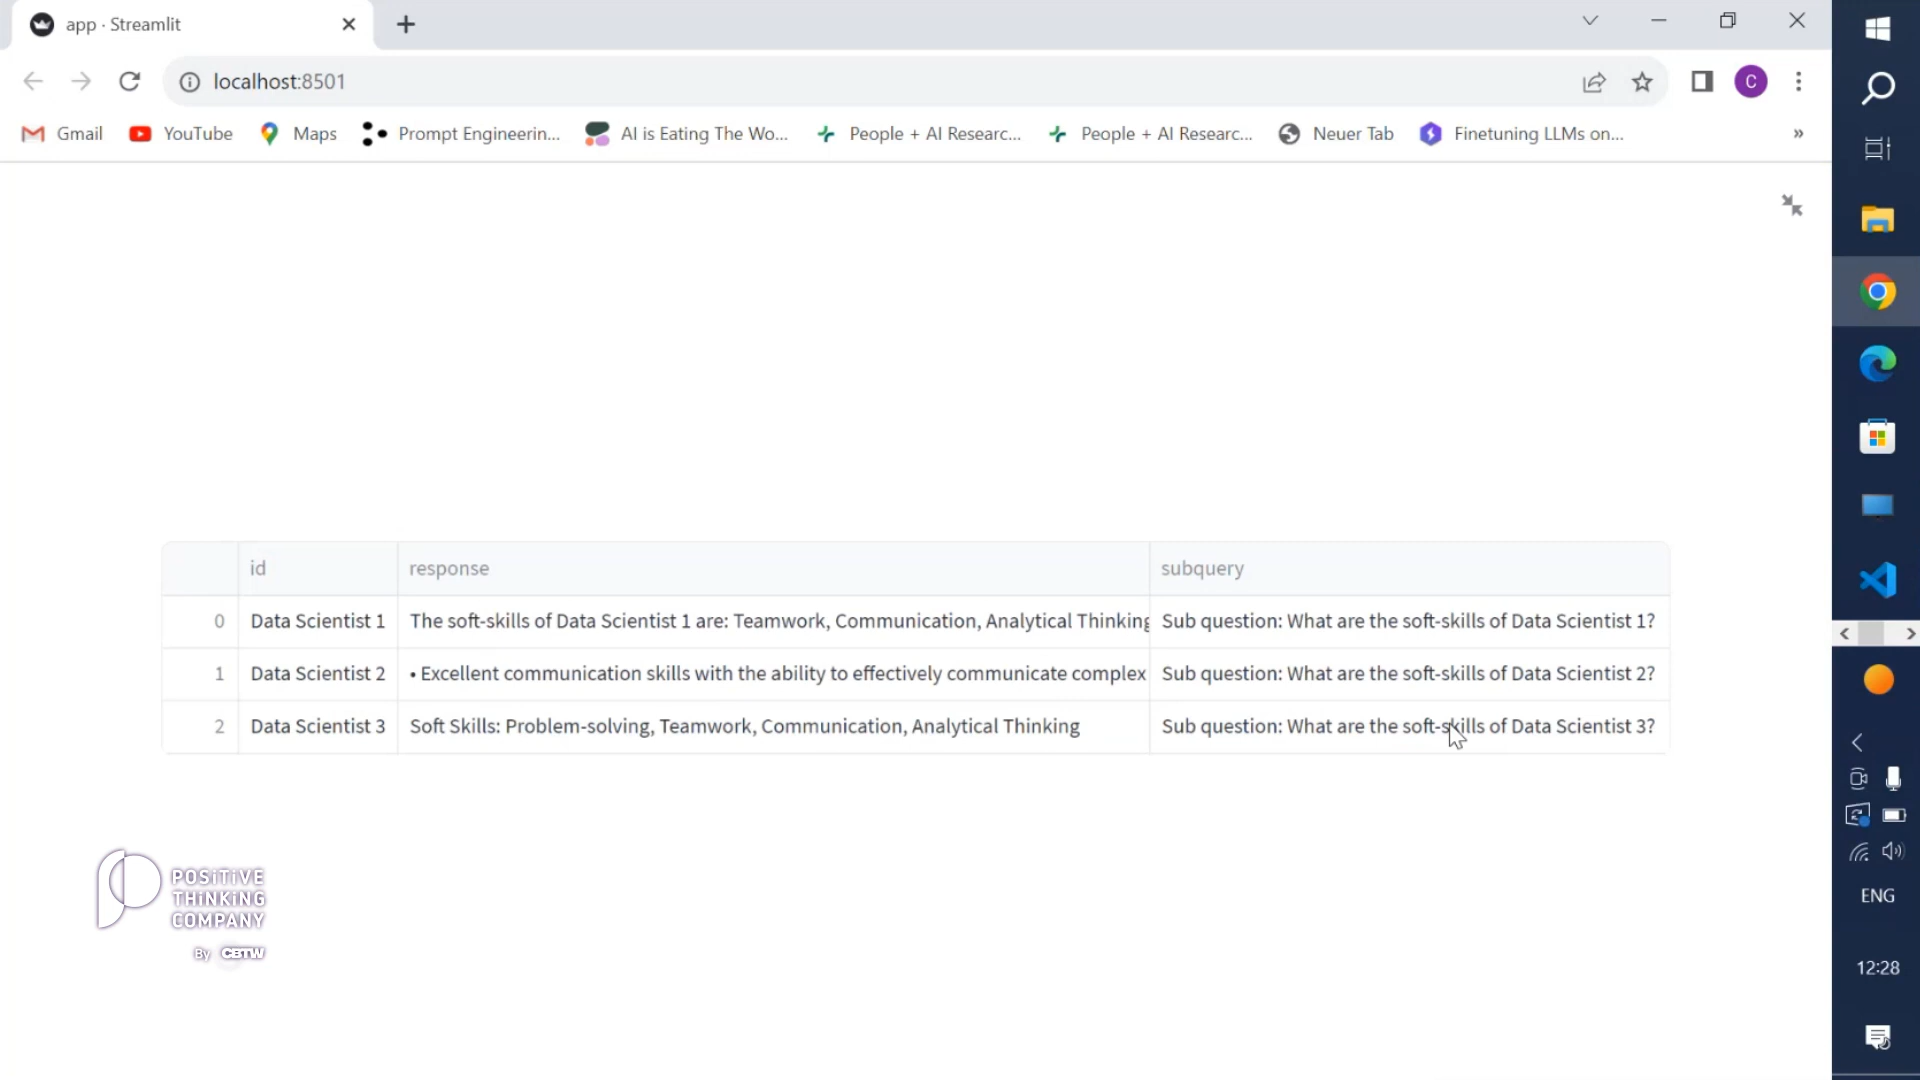 app · Streamlit
localhost:8501
C
Gmail
YouTube
Maps
Prompt Engineerin...
AI is Eating The Wo...
People + AI Researc...
People + AI Researc...
Neuer Tab
Finetuning LLMs on...
»
id response subquery
0 Data Scientist 1 The soft-skills of Data Scientist 1 are: Teamwork, Communication, Analytical Thinking Sub question: What are the soft-skills of Data Scientist 1?
1 Data Scientist 2 • Excellent communication skills with the ability to effectively communicate complex Sub question: What are the soft-skills of Data Scientist 2?
2 Data Scientist 3 Soft Skills: Problem-solving, Teamwork, Communication, Analytical Thinking Sub question: What are the soft-skills of Data Scientist 3?
POSiTiVE
THiNKiNG
COMPANY
By CBTW
ENG
12:28